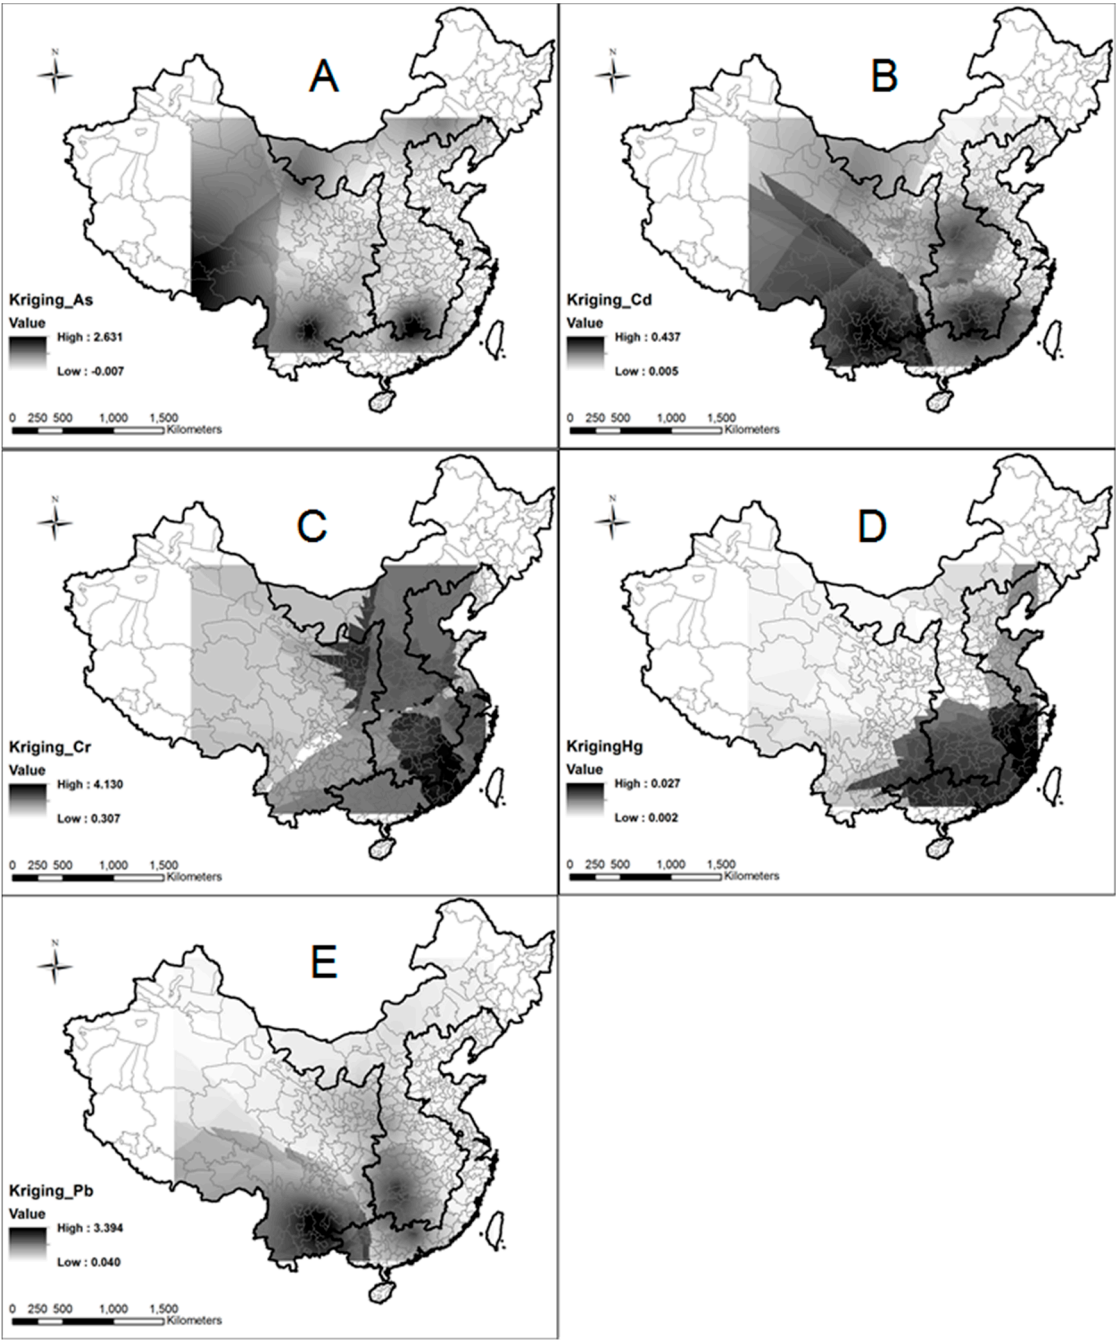 N
A
Kriging_As
Value
High : 2.631
Low : -0.007
0 250 500 1,000 1,500
Kilometers
N
B
Kriging_Cd
Value
High : 0.437
Low : 0.005
0 250 500 1,000 1,500
Kilometers
N
C
Kriging_Cr
Value
High : 4.130
Low : 0.307
0 250 500 1,000 1,500
Kilometers
N
D
KrigingHg
Value
High : 0.027
Low : 0.002
0 250 500 1,000 1,500
Kilometers
N
E
Kriging_Pb
Value
High : 3.394
Low : 0.040
0 250 500 1,000 1,500
Kilometers